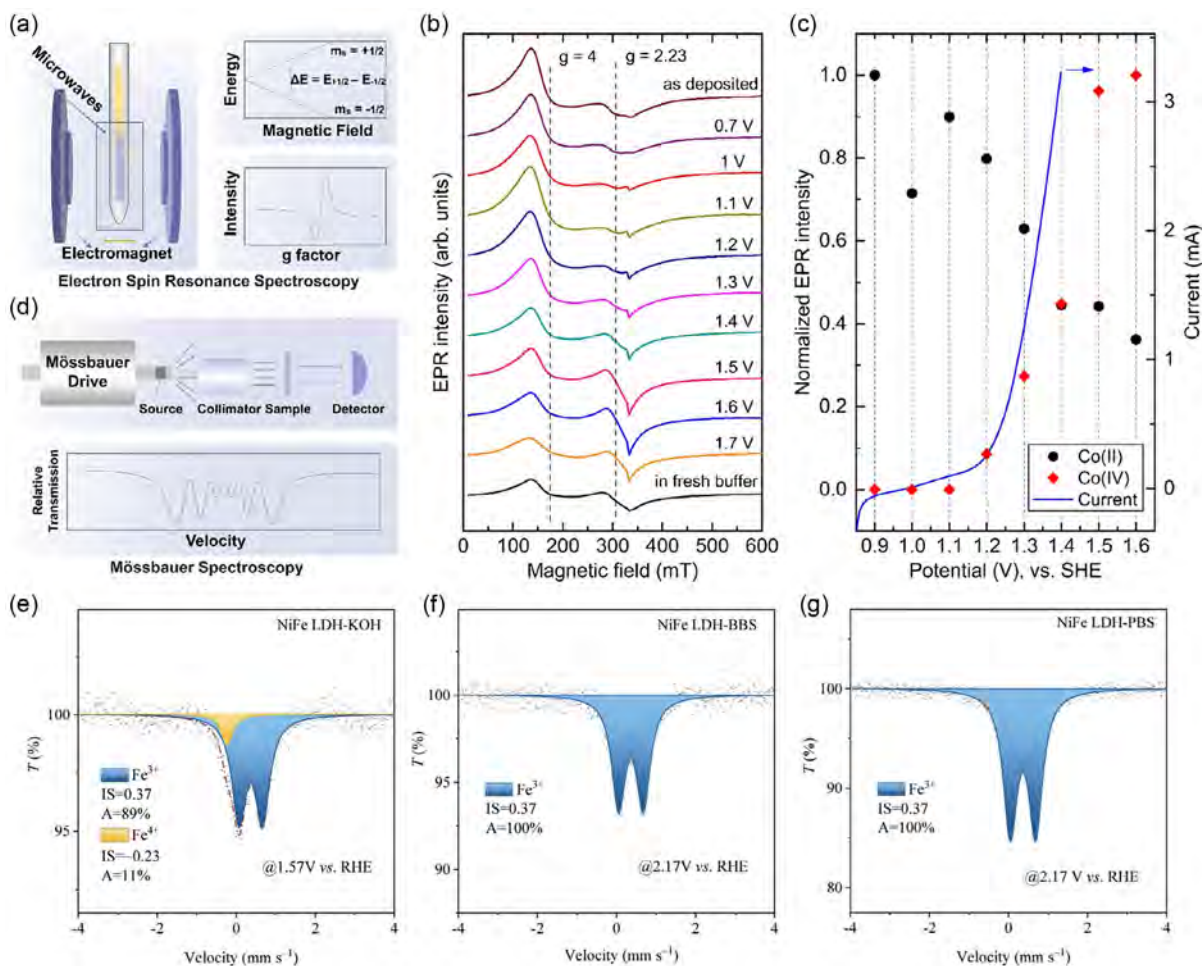 (a)
Microwaves
Electromagnet
Energy
mₛ = +1/2
ΔE = E₊₁/₂ – E₋₁/₂
mₛ = -1/2
Magnetic Field
Intensity
g factor
Electron Spin Resonance Spectroscopy
(b)
EPR intensity (arb. units)
g = 4
g = 2.23
as deposited
0.7 V
1 V
1.1 V
1.2 V
1.3 V
1.4 V
1.5 V
1.6 V
1.7 V
in fresh buffer
0 100 200 300 400 500 600
Magnetic field (mT)
(c)
Normalized EPR intensity
1.0
0.8
0.6
0.4
0.2
0.0
Current (mA)
3
2
1
0
Co(II)
Co(IV)
Current
0.9 1.0 1.1 1.2 1.3 1.4 1.5 1.6
Potential (V), vs. SHE
(d)
Mössbauer
Drive
Source
Collimator
Sample
Detector
Relative
Transmission
Velocity
Mössbauer Spectroscopy
(e)
NiFe LDH-KOH
T (%)
100
95
Fe³⁺
IS=0.37
A=89%
Fe⁴⁺
IS=–0.23
A=11%
@1.57V vs. RHE
-4 -2 0 2 4
Velocity (mm s⁻¹)
(f)
NiFe LDH-BBS
T (%)
100
95
90
Fe³⁺
IS=0.37
A=100%
@2.17V vs. RHE
-4 -2 0 2 4
Velocity (mm s⁻¹)
(g)
NiFe LDH-PBS
T (%)
100
90
80
Fe³⁺
IS=0.37
A=100%
@2.17 V vs. RHE
-4 -2 0 2 4
Velocity (mm s⁻¹)